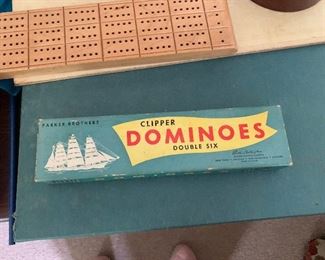 PARKER BROTHERS
CLIPPER
DOMINOES
DOUBLE SIX